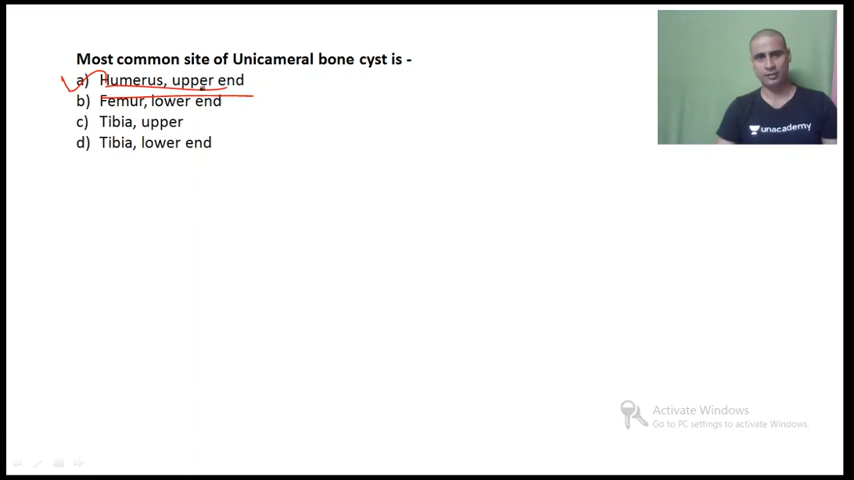 Most common site of Unicameral bone cyst is -
a) Humerus, upper end
b) Femur, lower end
c) Tibia, upper
d) Tibia, lower end
unacademy
Activate Windows
Go to PC settings to activate Windows.